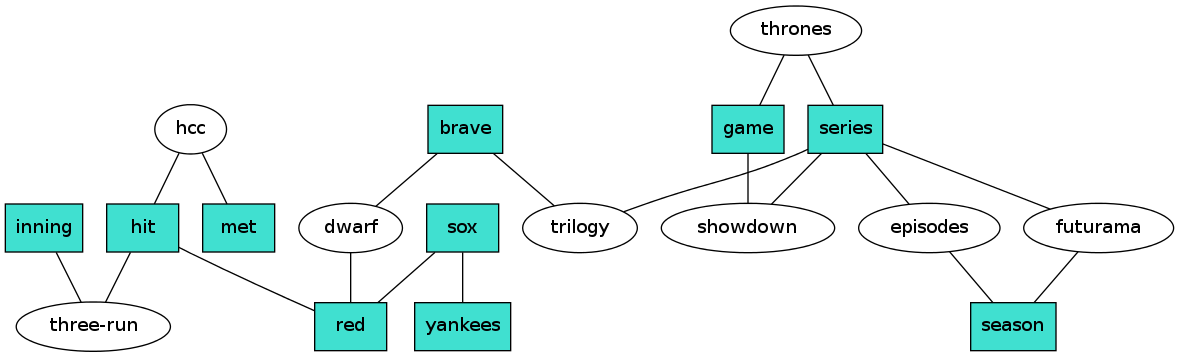 thrones
hcc
brave
game
series
inning
hit
met
dwarf
sox
trilogy
showdown
episodes
futurama
three-run
red
yankees
season